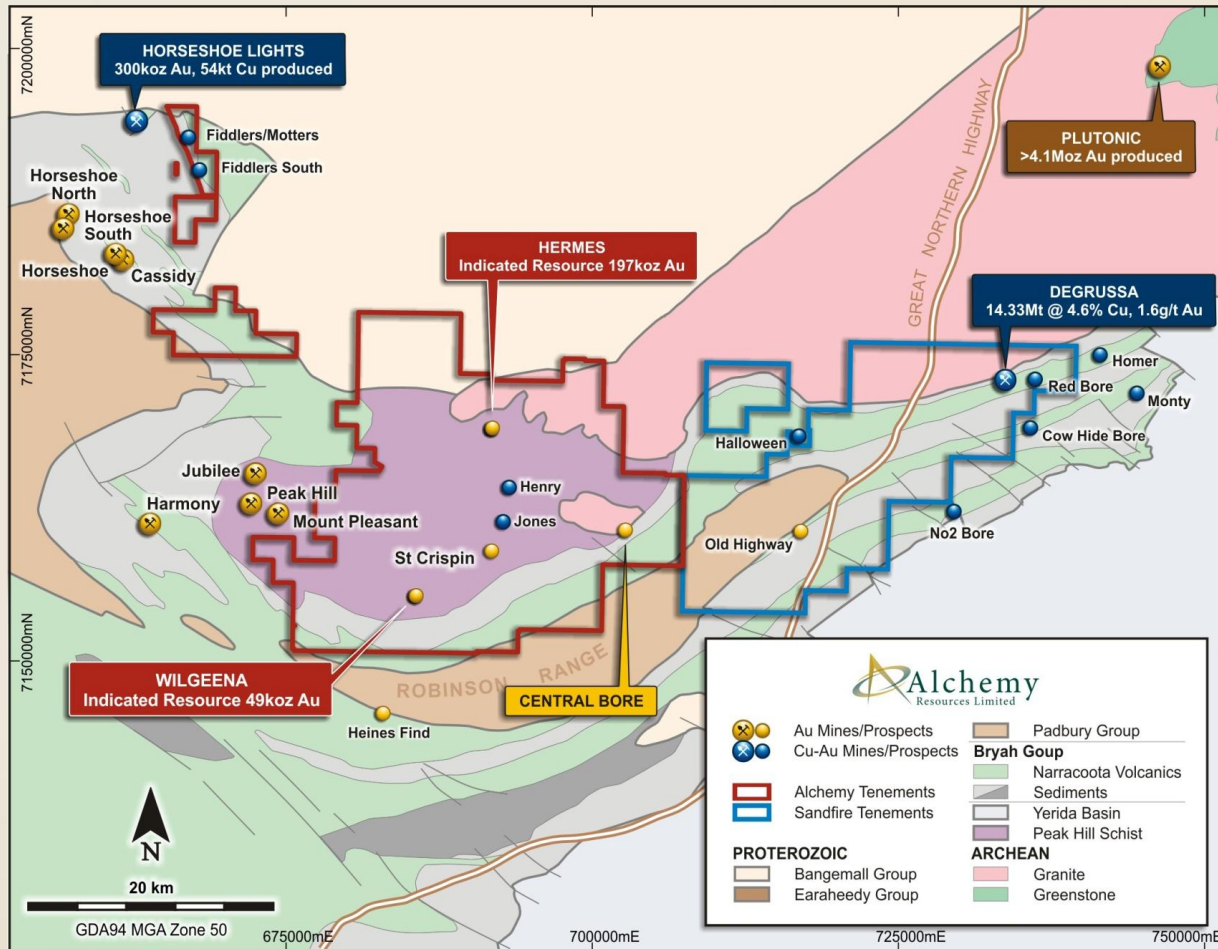 HORSESHOE LIGHTS
300koz Au, 54kt Cu produced
Fiddlers/Motters
Fiddlers South
Horseshoe
North
Horseshoe
South
Horseshoe
Cassidy
PLUTONIC
>4.1Moz Au produced
GREAT NORTHERN HIGHWAY
HERMES
Indicated Resource 197koz Au
DEGRUSSA
14.33Mt @ 4.6% Cu, 1.6g/t Au
Homer
Red Bore
Monty
Cow Hide Bore
Halloween
No2 Bore
Old Highway
Jubilee
Peak Hill
Harmony
Mount Pleasant
Henry
Jones
St Crispin
WILGEENA
Indicated Resource 49koz Au
CENTRAL BORE
ROBINSON RANGE
Heines Find
7200000mN
7175000mN
7150000mN
675000mE
700000mE
725000mE
750000mE
N
20 km
GDA94 MGA Zone 50
Alchemy
Resources Limited
Au Mines/Prospects
Cu-Au Mines/Prospects
Alchemy Tenements
Sandfire Tenements
PROTEROZOIC
Bangemall Group
Earaheedy Group
Padbury Group
Bryah Goup
Narracoota Volcanics
Sediments
Yerida Basin
Peak Hill Schist
ARCHEAN
Granite
Greenstone